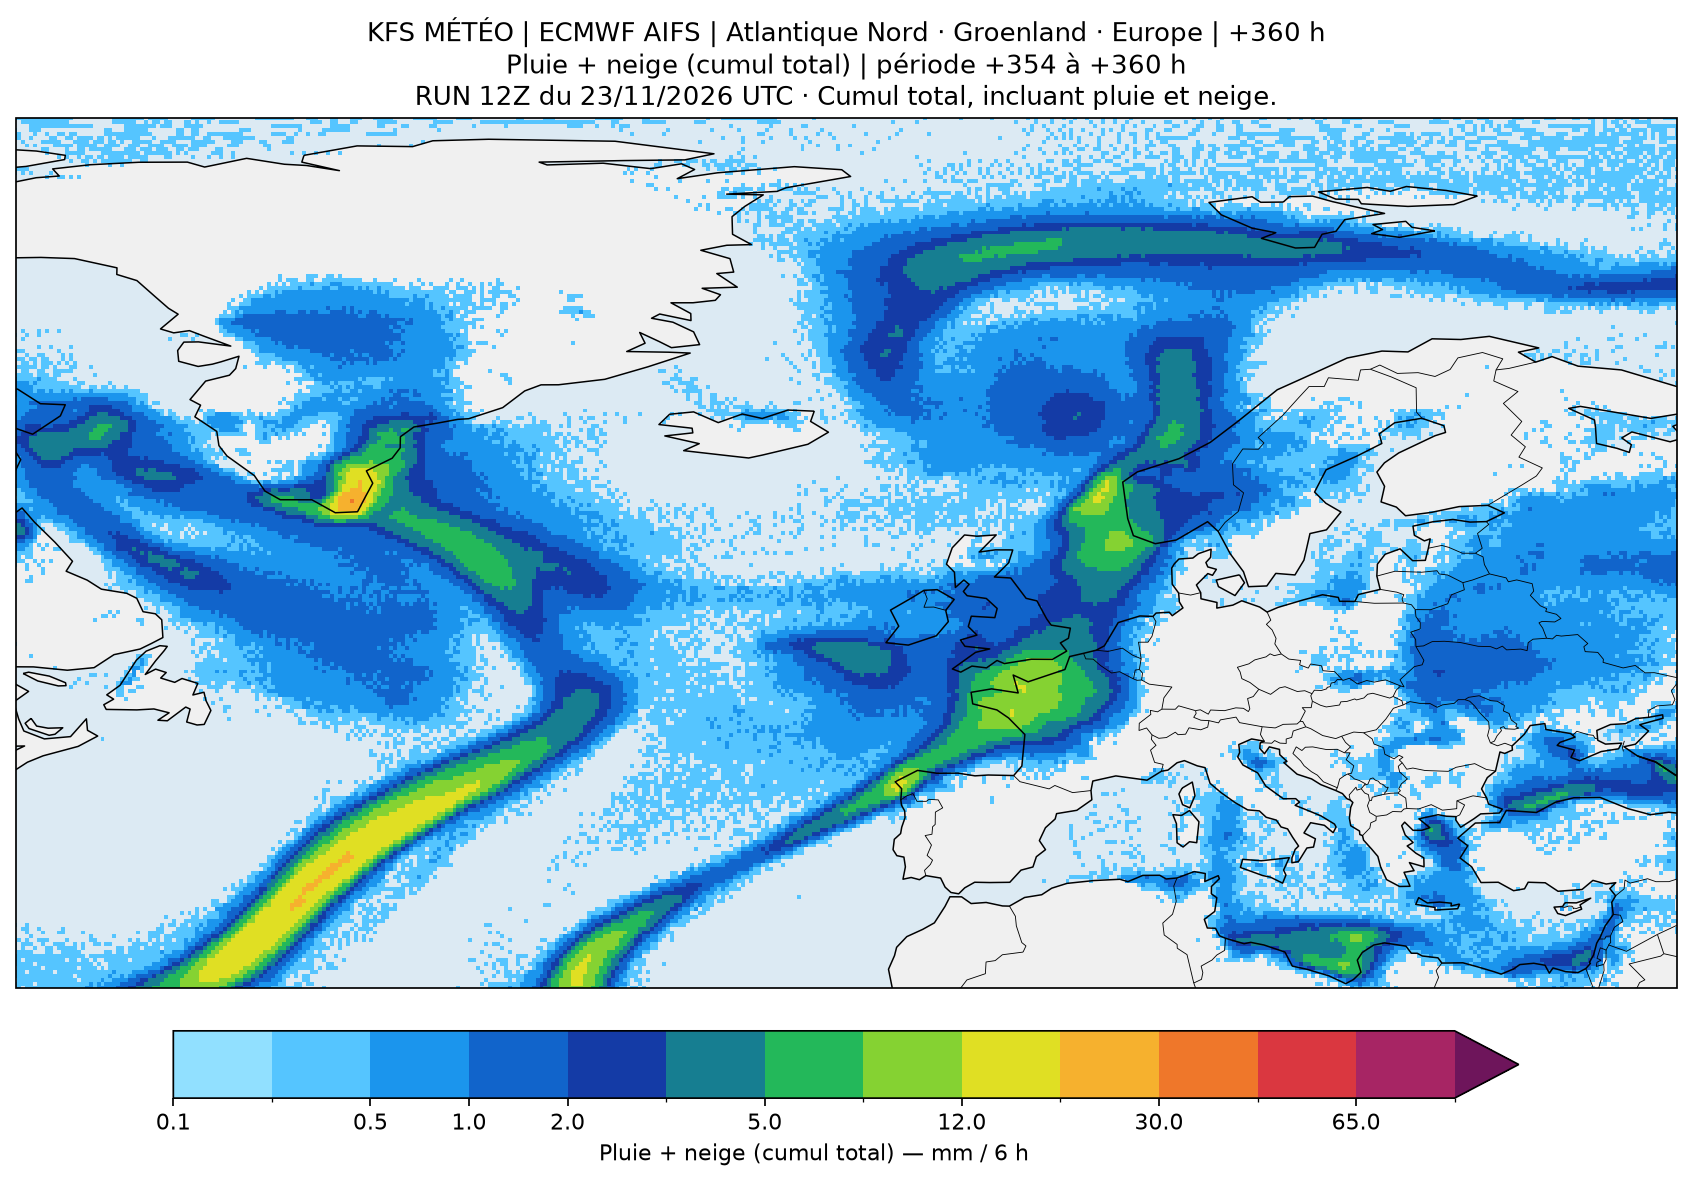 KFS MÉTÉO | ECMWF AIFS | Atlantique Nord · Groenland · Europe | +360 h
Pluie + neige (cumul total) | période +354 à +360 h
RUN 12Z du 23/11/2026 UTC · Cumul total, incluant pluie et neige.
0.1 0.5 1.0 2.0 5.0 12.0 30.0 65.0
Pluie + neige (cumul total) — mm / 6 h